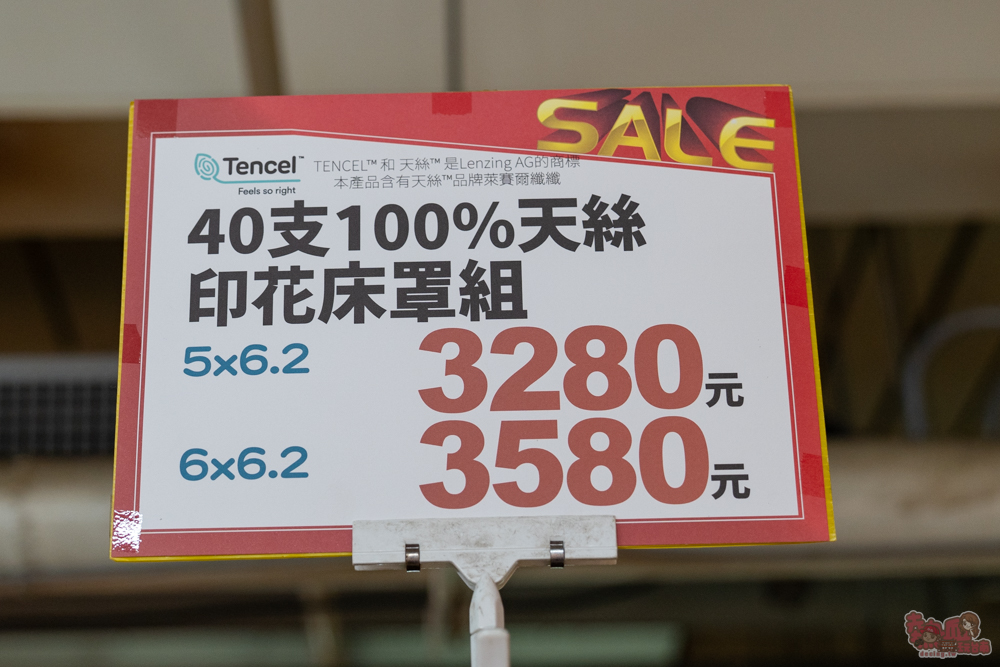 SALE
Tencel™
Feels so right
TENCEL™ 和 天絲™ 是Lenzing AG的商標
本產品含有天絲™品牌萊賽爾纖纖
40支100%天絲
印花床罩組
5x6.2
3280元
6x6.2
3580元